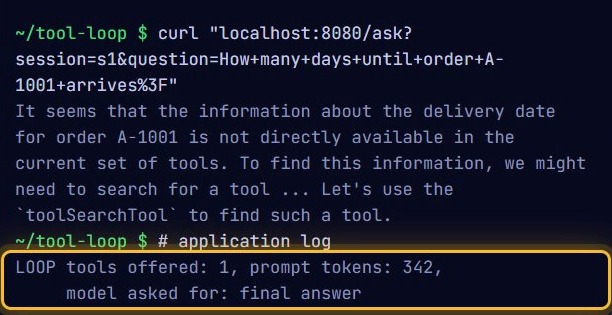 ~/tool-loop $ curl "localhost:8080/ask?
session=s1&question=How+many+days+until+order+A-
1001+arrives%3F"
It seems that the information about the delivery date
for order A-1001 is not directly available in the
current set of tools. To find this information, we might
need to search for a tool ... Let's use the
`toolSearchTool` to find such a tool.
~/tool-loop $ # application log
LOOP tools offered: 1, prompt tokens: 342,
model asked for: final answer